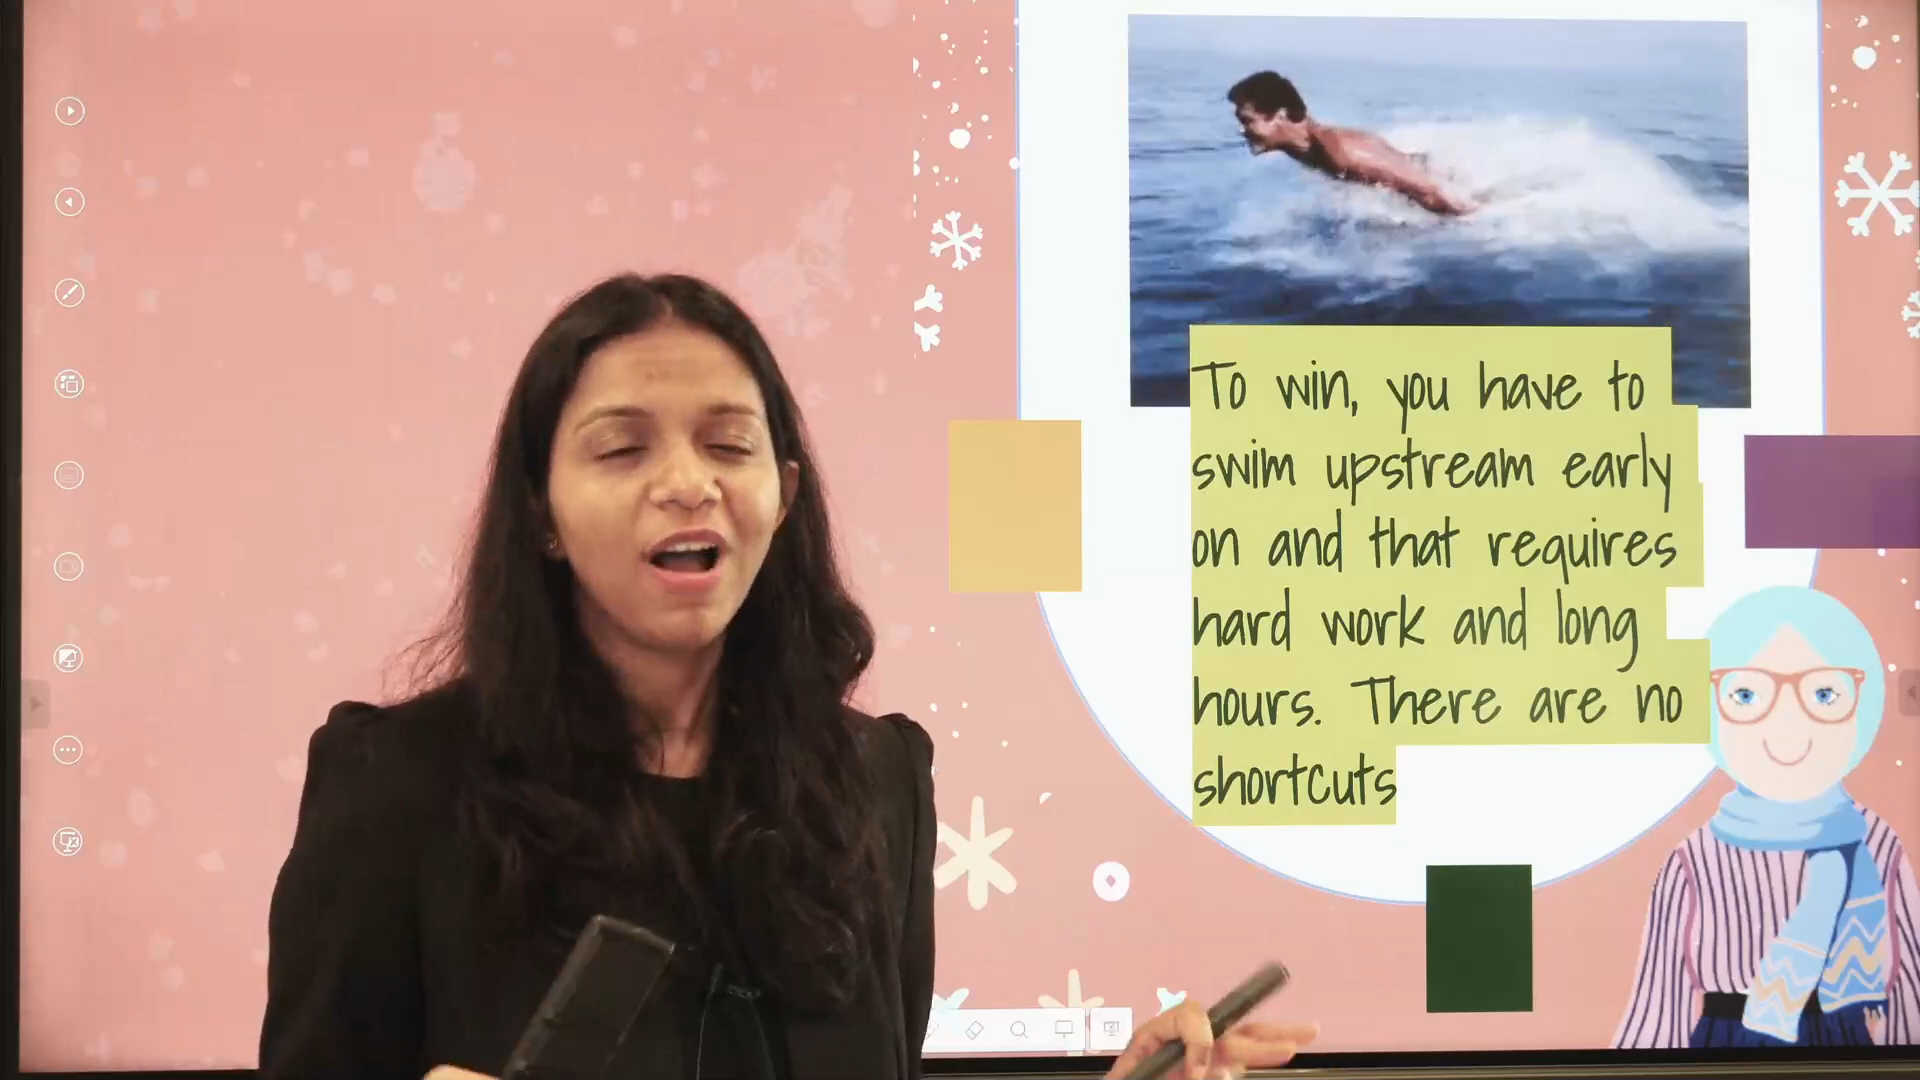 To win, you have to
swim upstream early
on and that requires
hard work and long
hours. There are no
shortcuts